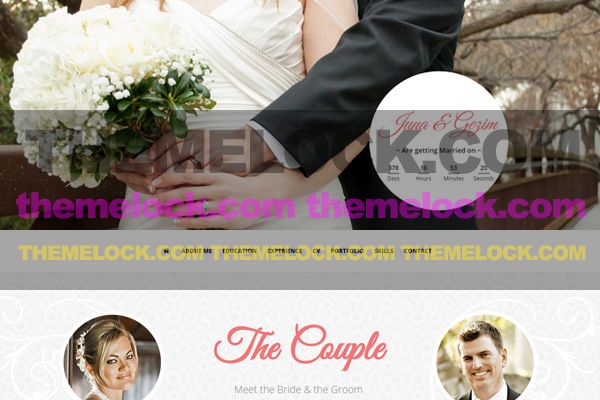 Juna & Gezim
~ Are getting Married on ~
378 16 53 20
Days Hours Minutes Seconds
THEMELOCK.COM
themelock.com themelock.com
ABOUT ME EDUCATION EXPERIENCE CV PORTFOLIO SKILLS CONTACT
THEMELOCK.COM THEMELOCK.COM THEMELOCK.COM
The Couple
Meet the Bride & the Groom